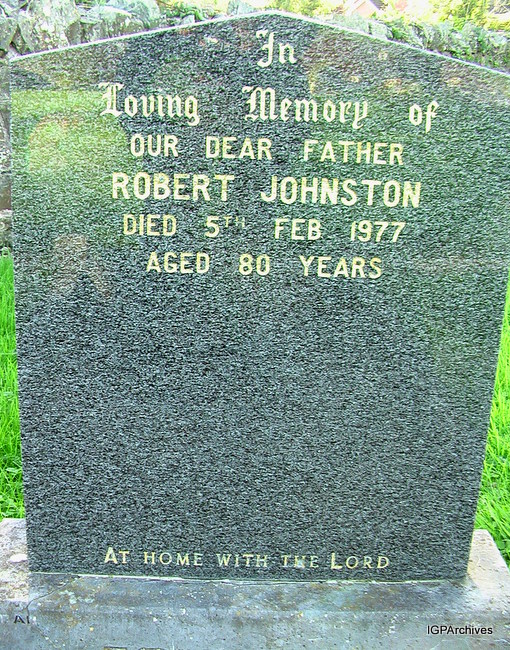 In
Loving Memory of
OUR DEAR FATHER
ROBERT JOHNSTON
DIED 5TH FEB 1977
AGED 80 YEARS
AT HOME WITH THE LORD
IGPArchives